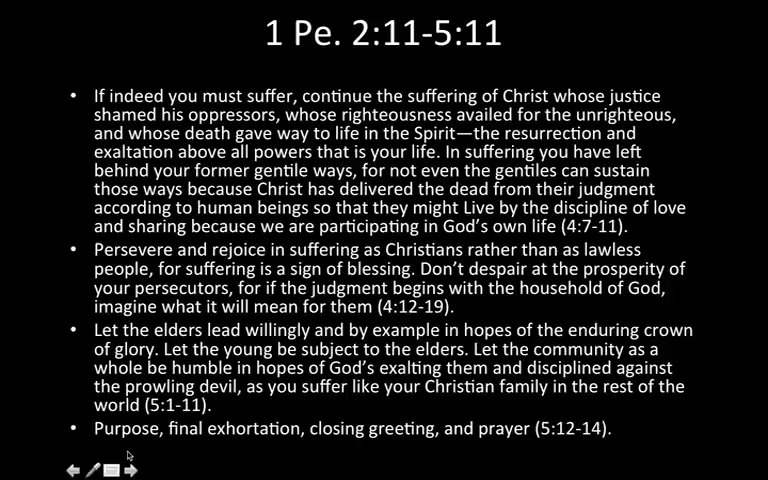 1 Pe. 2:11-5:11
• If indeed you must suffer, continue the suffering of Christ whose justice
shamed his oppressors, whose righteousness availed for the unrighteous,
and whose death gave way to life in the Spirit—the resurrection and
exaltation above all powers that is your life. In suffering you have left
behind your former gentile ways, for not even the gentiles can sustain
those ways because Christ has delivered the dead from their judgment
according to human beings so that they might Live by the discipline of love
and sharing because we are participating in God's own life (4:7-11).
• Persevere and rejoice in suffering as Christians rather than as lawless
people, for suffering is a sign of blessing. Don't despair at the prosperity of
your persecutors, for if the judgment begins with the household of God,
imagine what it will mean for them (4:12-19).
• Let the elders lead willingly and by example in hopes of the enduring crown
of glory. Let the young be subject to the elders. Let the community as a
whole be humble in hopes of God's exalting them and disciplined against
the prowling devil, as you suffer like your Christian family in the rest of the
world (5:1-11).
• Purpose, final exhortation, closing greeting, and prayer (5:12-14).